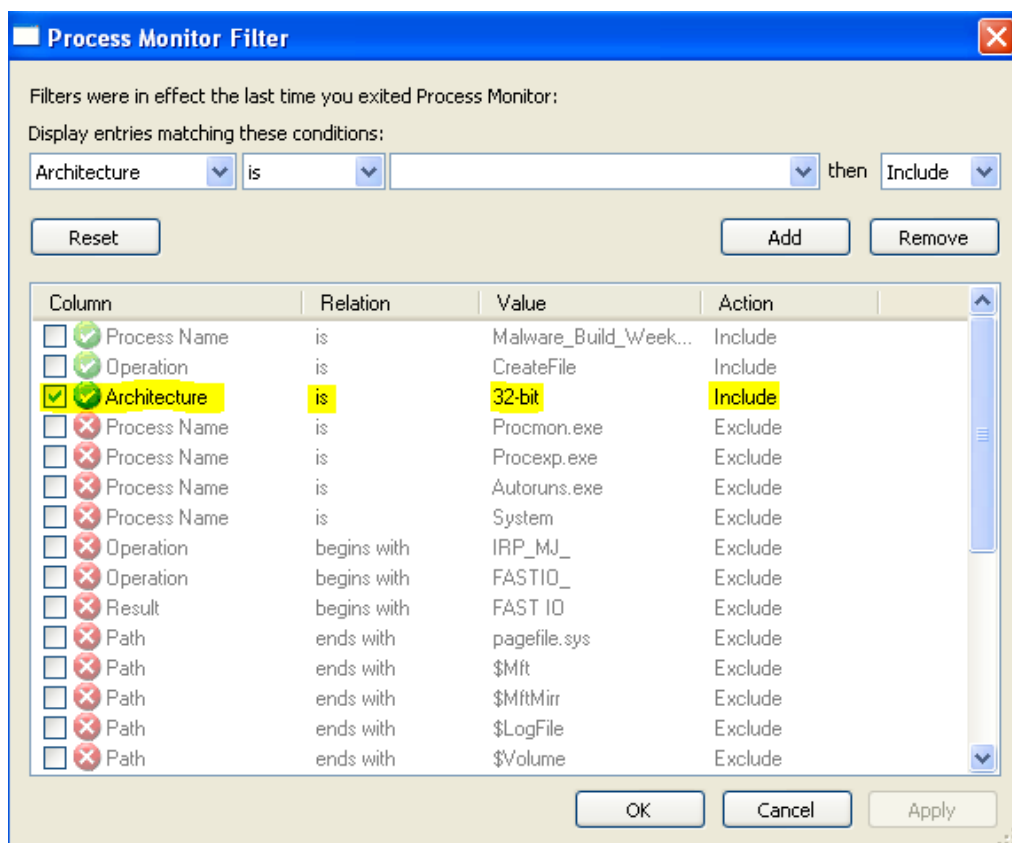 Process Monitor Filter
Filters were in effect the last time you exited Process Monitor:
Display entries matching these conditions:
Architecture is then Include
Reset Add Remove
Column Relation Value Action
Process Name is Malware_Build_Week... Include
Operation is CreateFile Include
Architecture is 32-bit Include
Process Name is Procmon.exe Exclude
Process Name is Procexp.exe Exclude
Process Name is Autoruns.exe Exclude
Process Name is System Exclude
Operation begins with IRP_MJ_ Exclude
Operation begins with FASTIO_ Exclude
Result begins with FAST IO Exclude
Path ends with pagefile.sys Exclude
Path ends with $Mft Exclude
Path ends with $MftMirr Exclude
Path ends with $LogFile Exclude
Path ends with $Volume Exclude
OK Cancel Apply